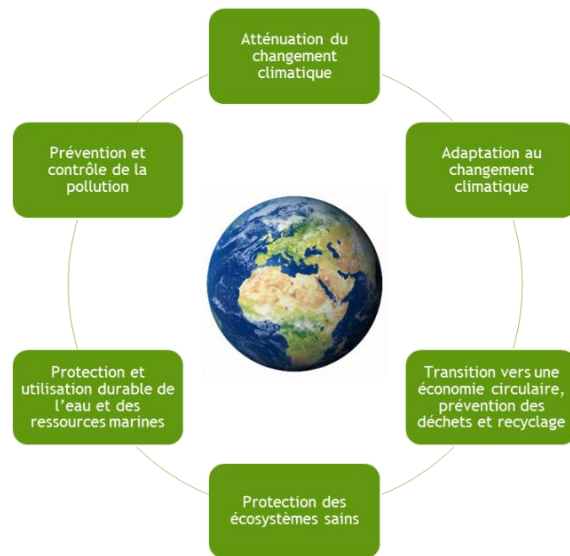 Atténuation du
changement
climatique
Adaptation au
changement
climatique
Transition vers une
économie circulaire,
prévention des
déchets et recyclage
Protection des
écosystèmes sains
Protection et
utilisation durable de
l'eau et des
ressources marines
Prévention et
contrôle de la
pollution